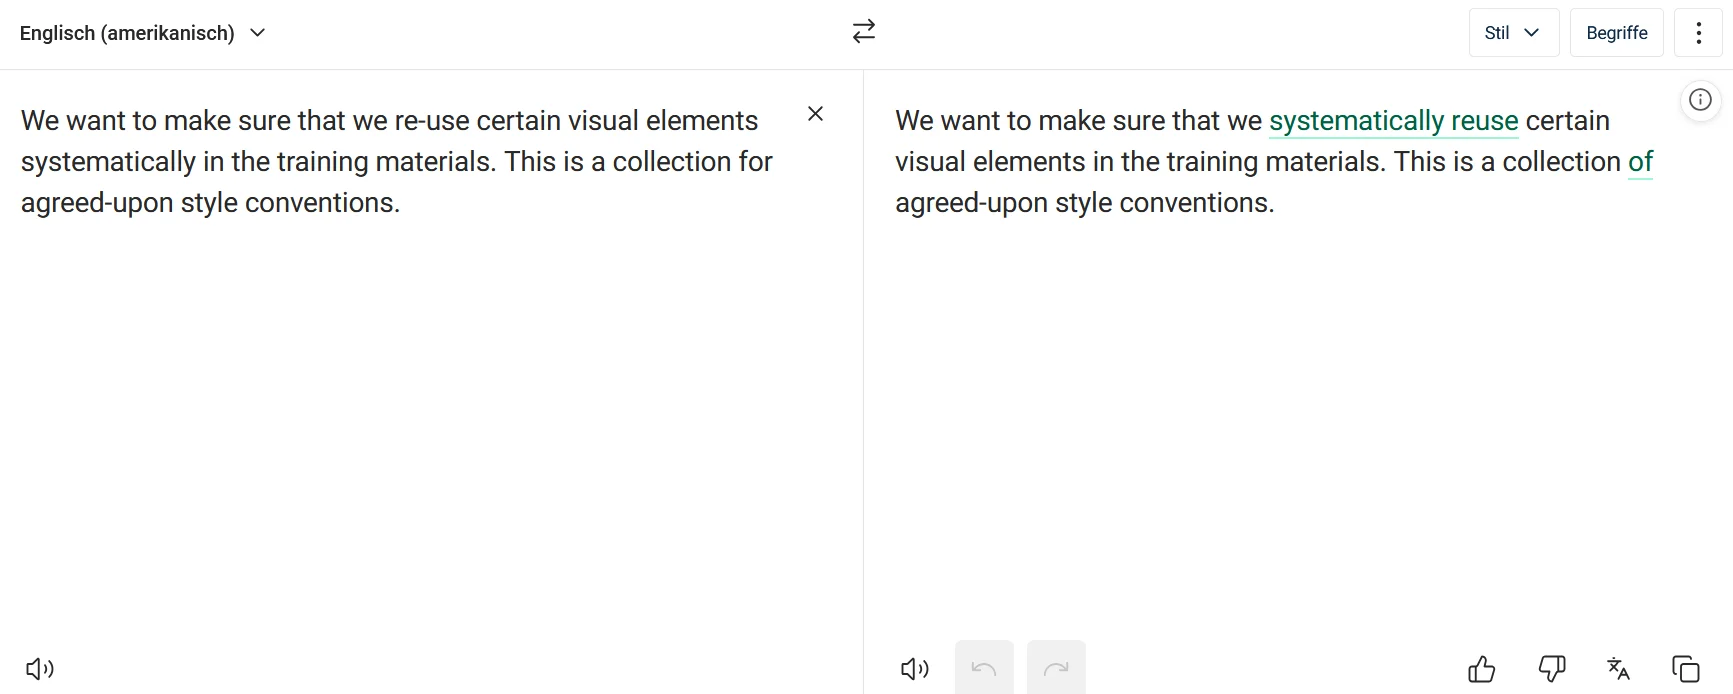 Englisch (amerikanisch)
Stil
Begriffe
We want to make sure that we re-use certain visual elements
systematically in the training materials. This is a collection for
agreed-upon style conventions.
We want to make sure that we systematically reuse certain
visual elements in the training materials. This is a collection of
agreed-upon style conventions.